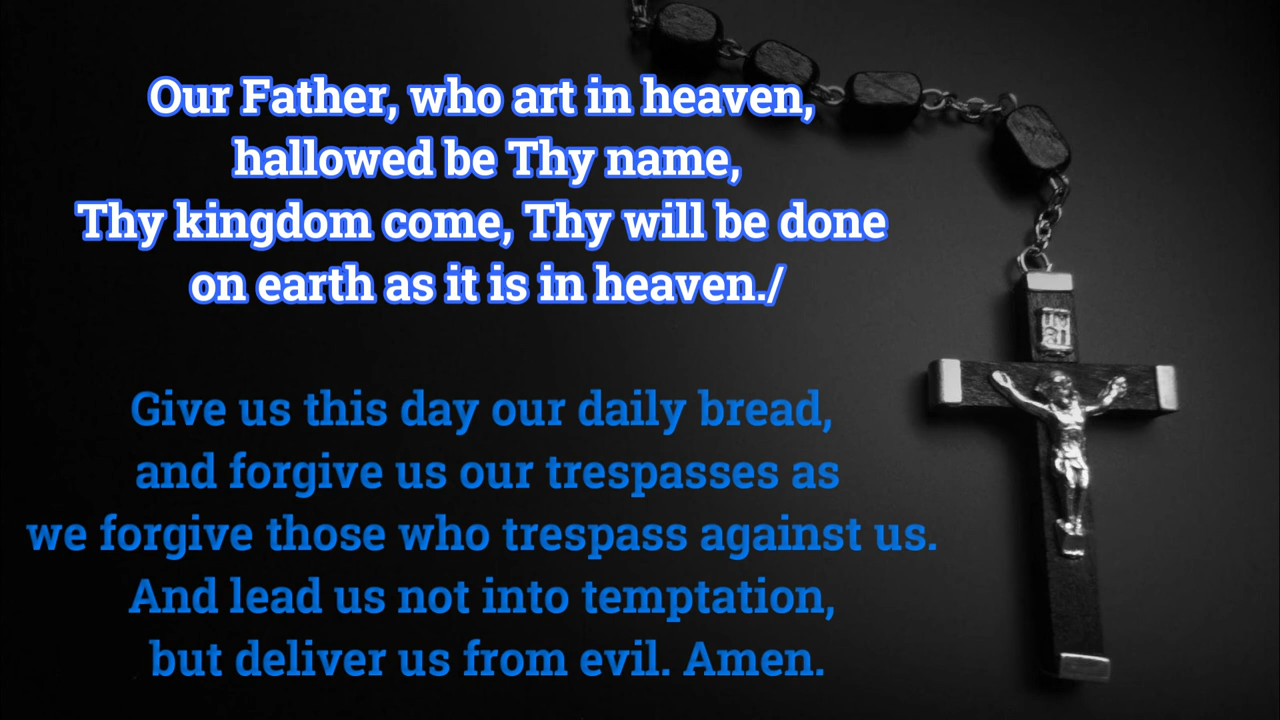 Our Father, who art in heaven,
hallowed be Thy name,
Thy kingdom come, Thy will be done
on earth as it is in heaven./
Give us this day our daily bread,
and forgive us our trespasses as
we forgive those who trespass against us.
And lead us not into temptation,
but deliver us from evil. Amen.